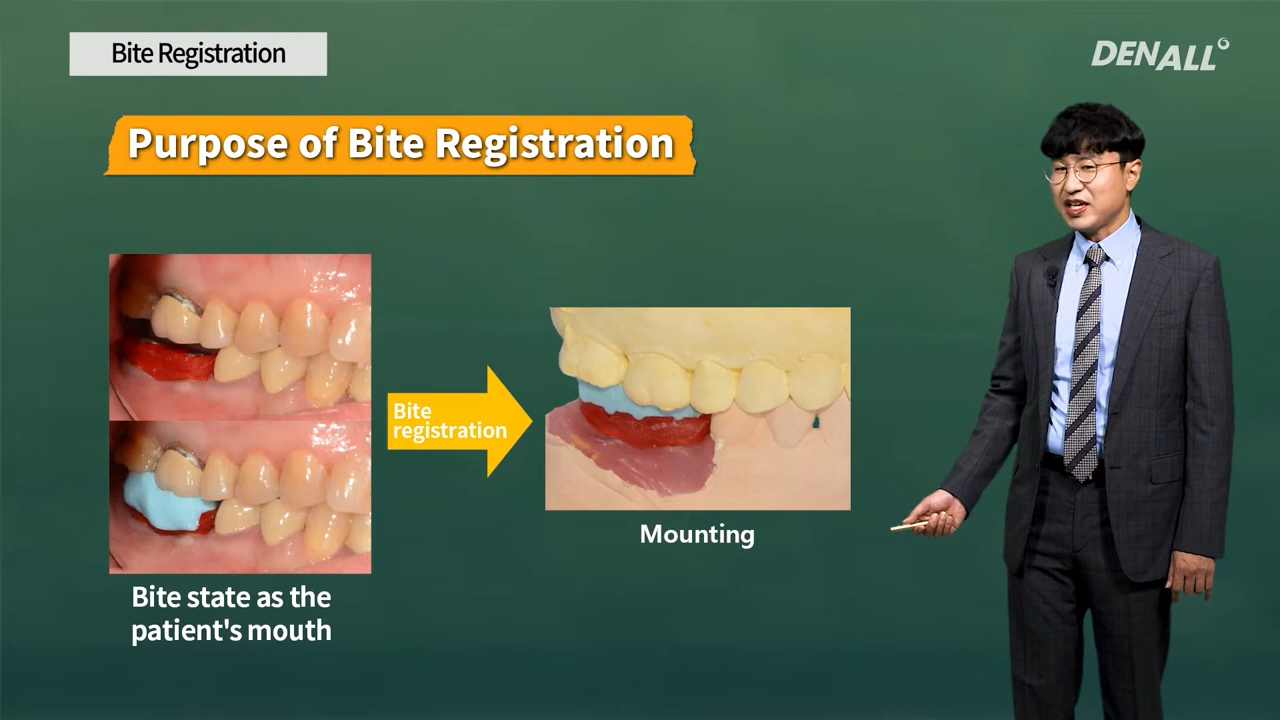 Bite Registration
DENALL
Purpose of Bite Registration
Bite
registration
Mounting
Bite state as the
patient's mouth